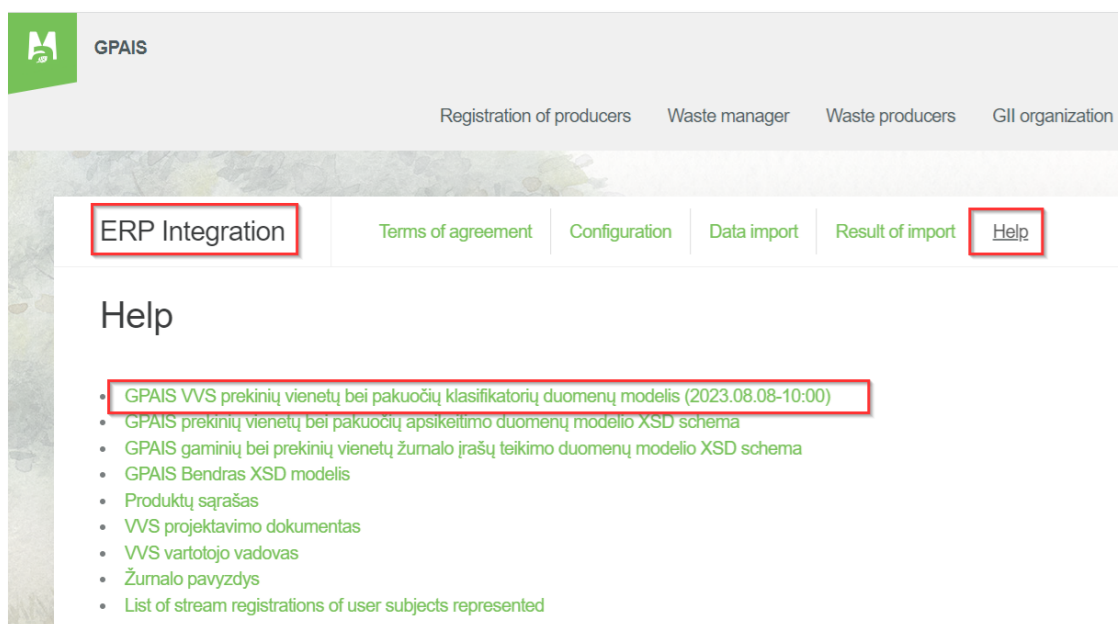 GPAIS
Registration of producers Waste manager Waste producers GII organization
ERP Integration Terms of agreement Configuration Data import Result of import Help
Help
GPAIS VVS prekinių vienetų bei pakuočių klasifikatorių duomenų modelis (2023.08.08-10:00)
GPAIS prekinių vienetų bei pakuočių apsikeitimo duomenų modelio XSD schema
GPAIS gaminių bei prekinių vienetų žurnalo įrašų teikimo duomenų modelio XSD schema
GPAIS Bendras XSD modelis
Produktų sąrašas
VVS projektavimo dokumentas
VVS vartotojo vadovas
Žurnalo pavyzdys
List of stream registrations of user subjects represented